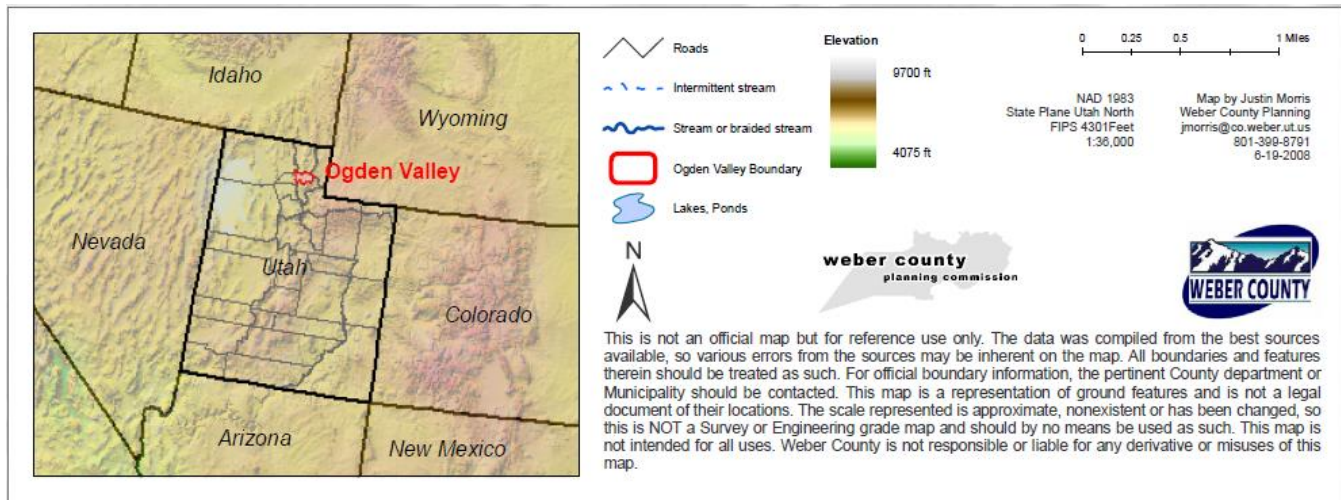 Idaho
Wyoming
Ogden Valley
Nevada
Utah
Colorado
Arizona
New Mexico
Roads
Intermittent stream
Stream or braided stream
Ogden Valley Boundary
Lakes, Ponds
N
Elevation
9700 ft
4075 ft
0 0.25 0.5 1 Miles
NAD 1983
State Plane Utah North
FIPS 4301Feet
1:36,000
Map by Justin Morris
Weber County Planning
jmorris@co.weber.ut.us
801-399-8791
6-19-2008
weber county
planning commission
WEBER COUNTY
This is not an official map but for reference use only. The data was compiled from the best sources
available, so various errors from the sources may be inherent on the map. All boundaries and features
therein should be treated as such. For official boundary information, the pertinent County department or
Municipality should be contacted. This map is a representation of ground features and is not a legal
document of their locations. The scale represented is approximate, nonexistent or has been changed, so
this is NOT a Survey or Engineering grade map and should by no means be used as such. This map is
not intended for all uses. Weber County is not responsible or liable for any derivative or misuses of this
map.